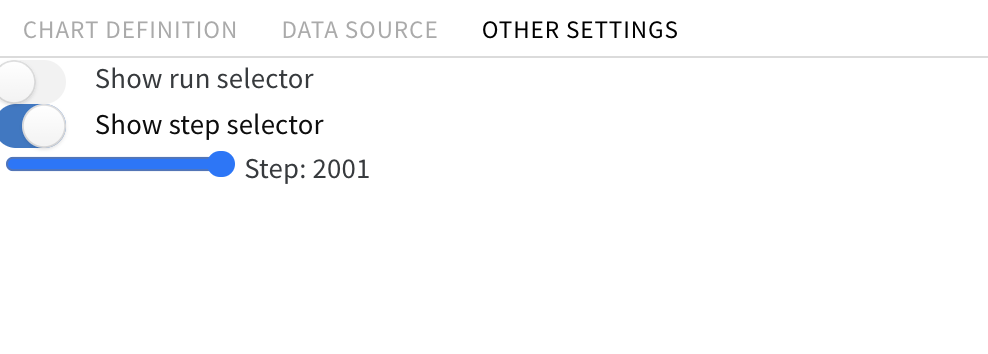 CHART DEFINITION DATA SOURCE OTHER SETTINGS
Show run selector
Show step selector
Step: 2001